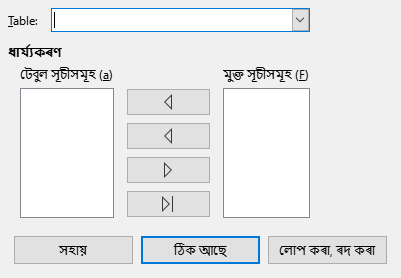 Table:
ধাৰ্য্যকৰণ
টেবুল সূচীসমূহ (a)
মুক্ত সূচীসমূহ (F)
সহায়
ঠিক আছে
লোপ কৰা, ৰদ কৰা